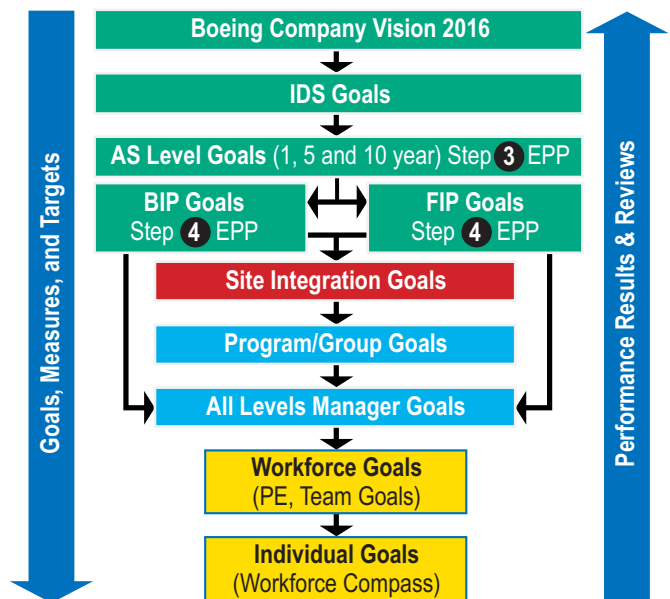 Boeing Company Vision 2016
IDS Goals
AS Level Goals (1, 5 and 10 year) Step 3 EPP
BIP Goals
Step 4 EPP
FIP Goals
Step 4 EPP
Site Integration Goals
Program/Group Goals
All Levels Manager Goals
Workforce Goals
(PE, Team Goals)
Individual Goals
(Workforce Compass)
Goals, Measures, and Targets
Performance Results & Reviews